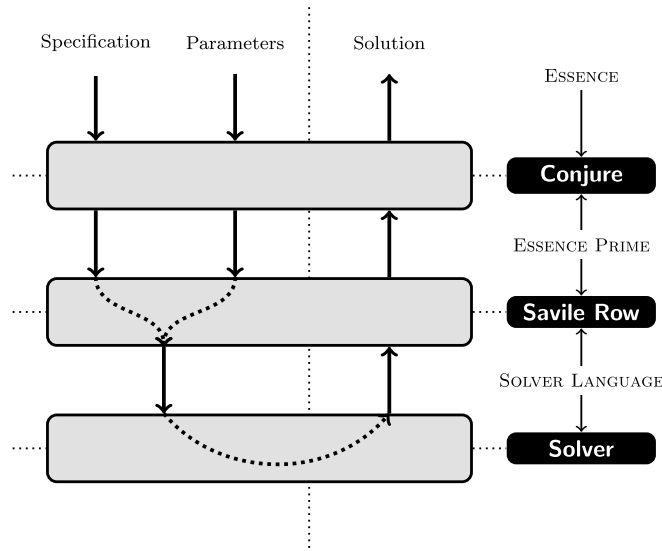 Specification
Parameters
Solution
Essence
Conjure
Essence Prime
Savile Row
Solver Language
Solver